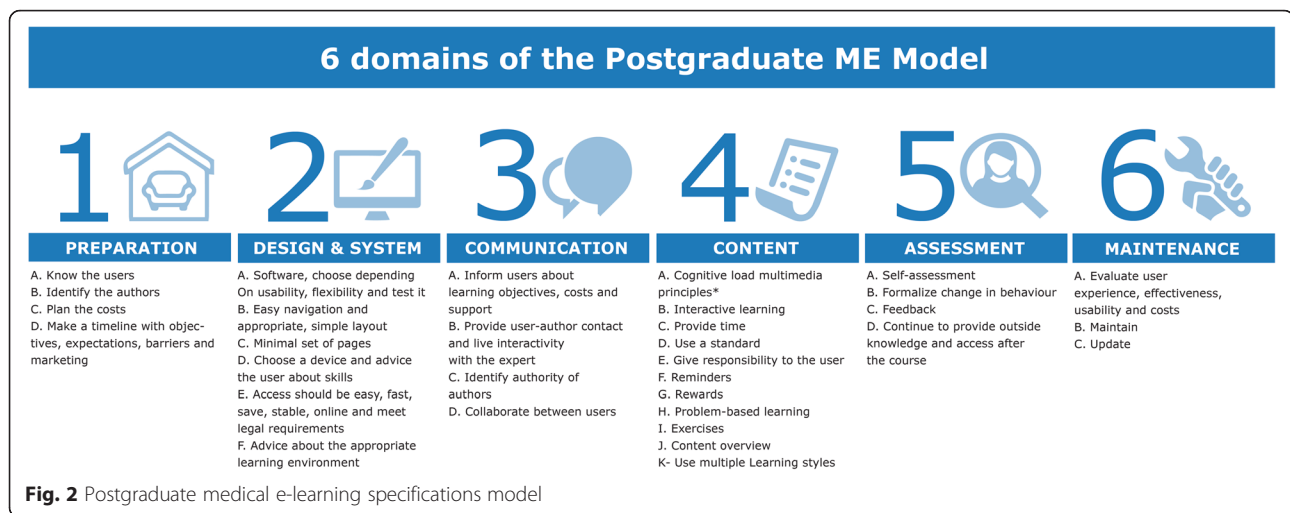 6 domains of the Postgraduate ME Model
1
PREPARATION
A. Know the users
B. Identify the authors
C. Plan the costs
D. Make a timeline with objec-
tives, expectations, barriers and
marketing
2
DESIGN & SYSTEM
A. Software, choose depending
On usability, flexibility and test it
B. Easy navigation and
appropriate, simple layout
C. Minimal set of pages
D. Choose a device and advice
the user about skills
E. Access should be easy, fast,
save, stable, online and meet
legal requirements
F. Advice about the appropriate
learning environment
3
COMMUNICATION
A. Inform users about
learning objectives, costs and
support
B. Provide user-author contact
and live interactivity
with the expert
C. Identify authority of
authors
D. Collaborate between users
4
CONTENT
A. Cognitive load multimedia
principles*
B. Interactive learning
C. Provide time
D. Use a standard
E. Give responsibility to the user
F. Reminders
G. Rewards
H. Problem-based learning
I. Exercises
J. Content overview
K- Use multiple Learning styles
5
ASSESSMENT
A. Self-assessment
B. Formalize change in behaviour
C. Feedback
D. Continue to provide outside
knowledge and access after
the course
6
MAINTENANCE
A. Evaluate user
experience, effectiveness,
usability and costs
B. Maintain
C. Update
Fig. 2 Postgraduate medical e-learning specifications model